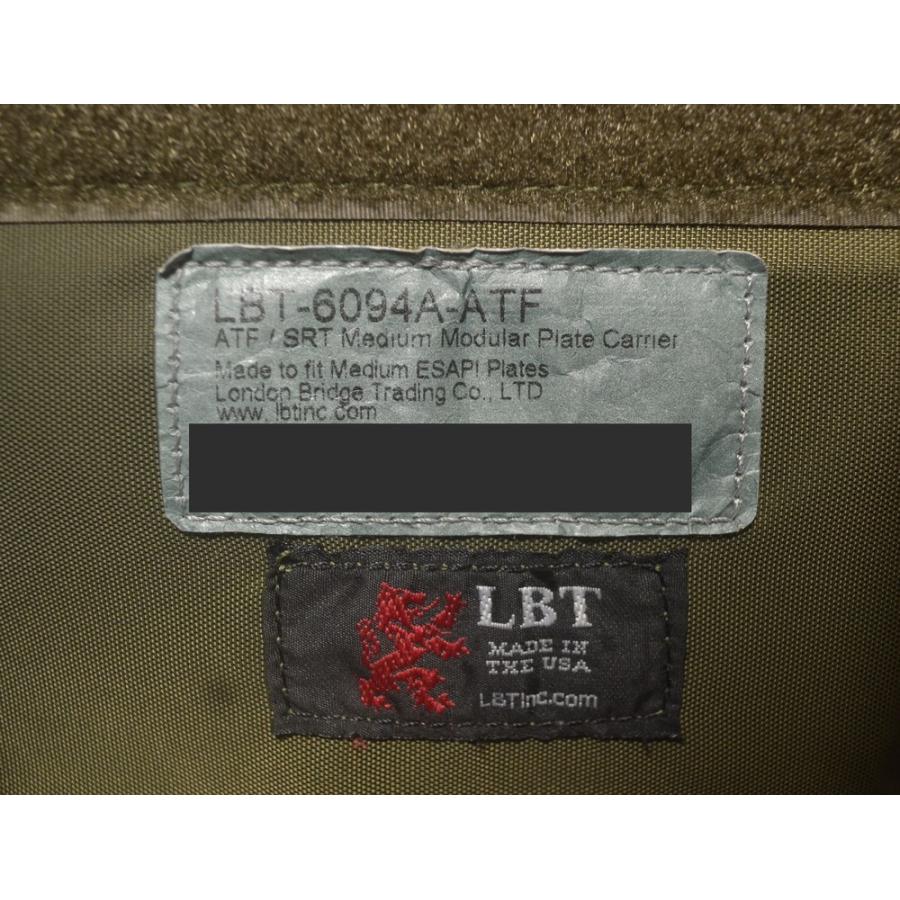 LBT-6094A-ATF
ATF / SRT Medium Modular Plate Carrier
Made to fit Medium ESAPI Plates
London Bridge Trading Co., LTD
www.lbtinc.com
LBT
MADE IN
THE USA
LBTInc.com